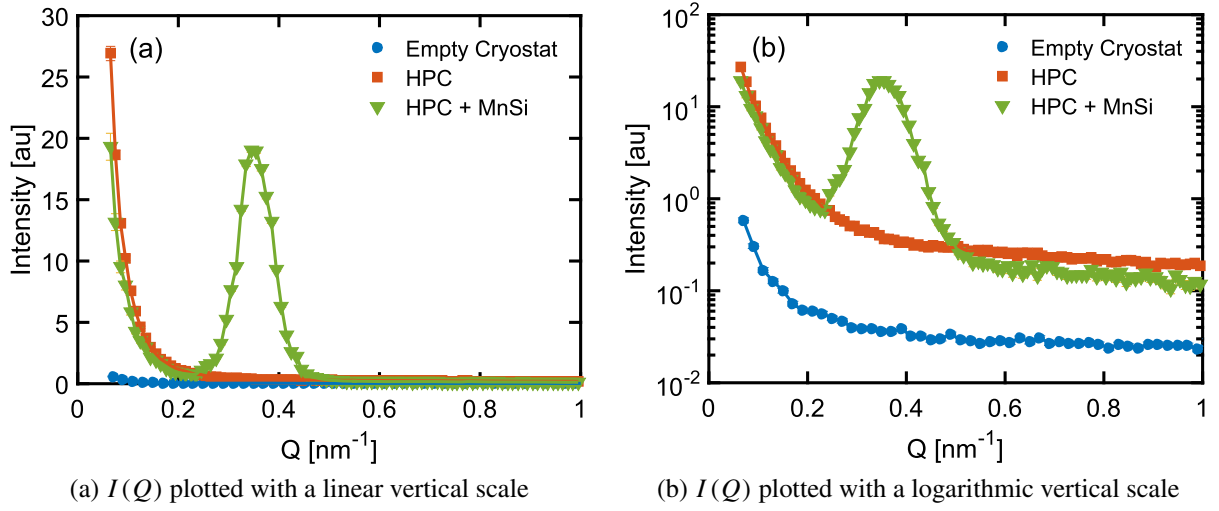 (a)
Empty Cryostat
HPC
HPC + MnSi
Intensity [au]
30
25
20
15
10
5
0
0 0.2 0.4 0.6 0.8 1
Q [nm⁻¹]
(a) I(Q) plotted with a linear vertical scale
(b)
Empty Cryostat
HPC
HPC + MnSi
Intensity [au]
10²
10¹
10⁰
10⁻¹
10⁻²
0 0.2 0.4 0.6 0.8 1
Q [nm⁻¹]
(b) I(Q) plotted with a logarithmic vertical scale